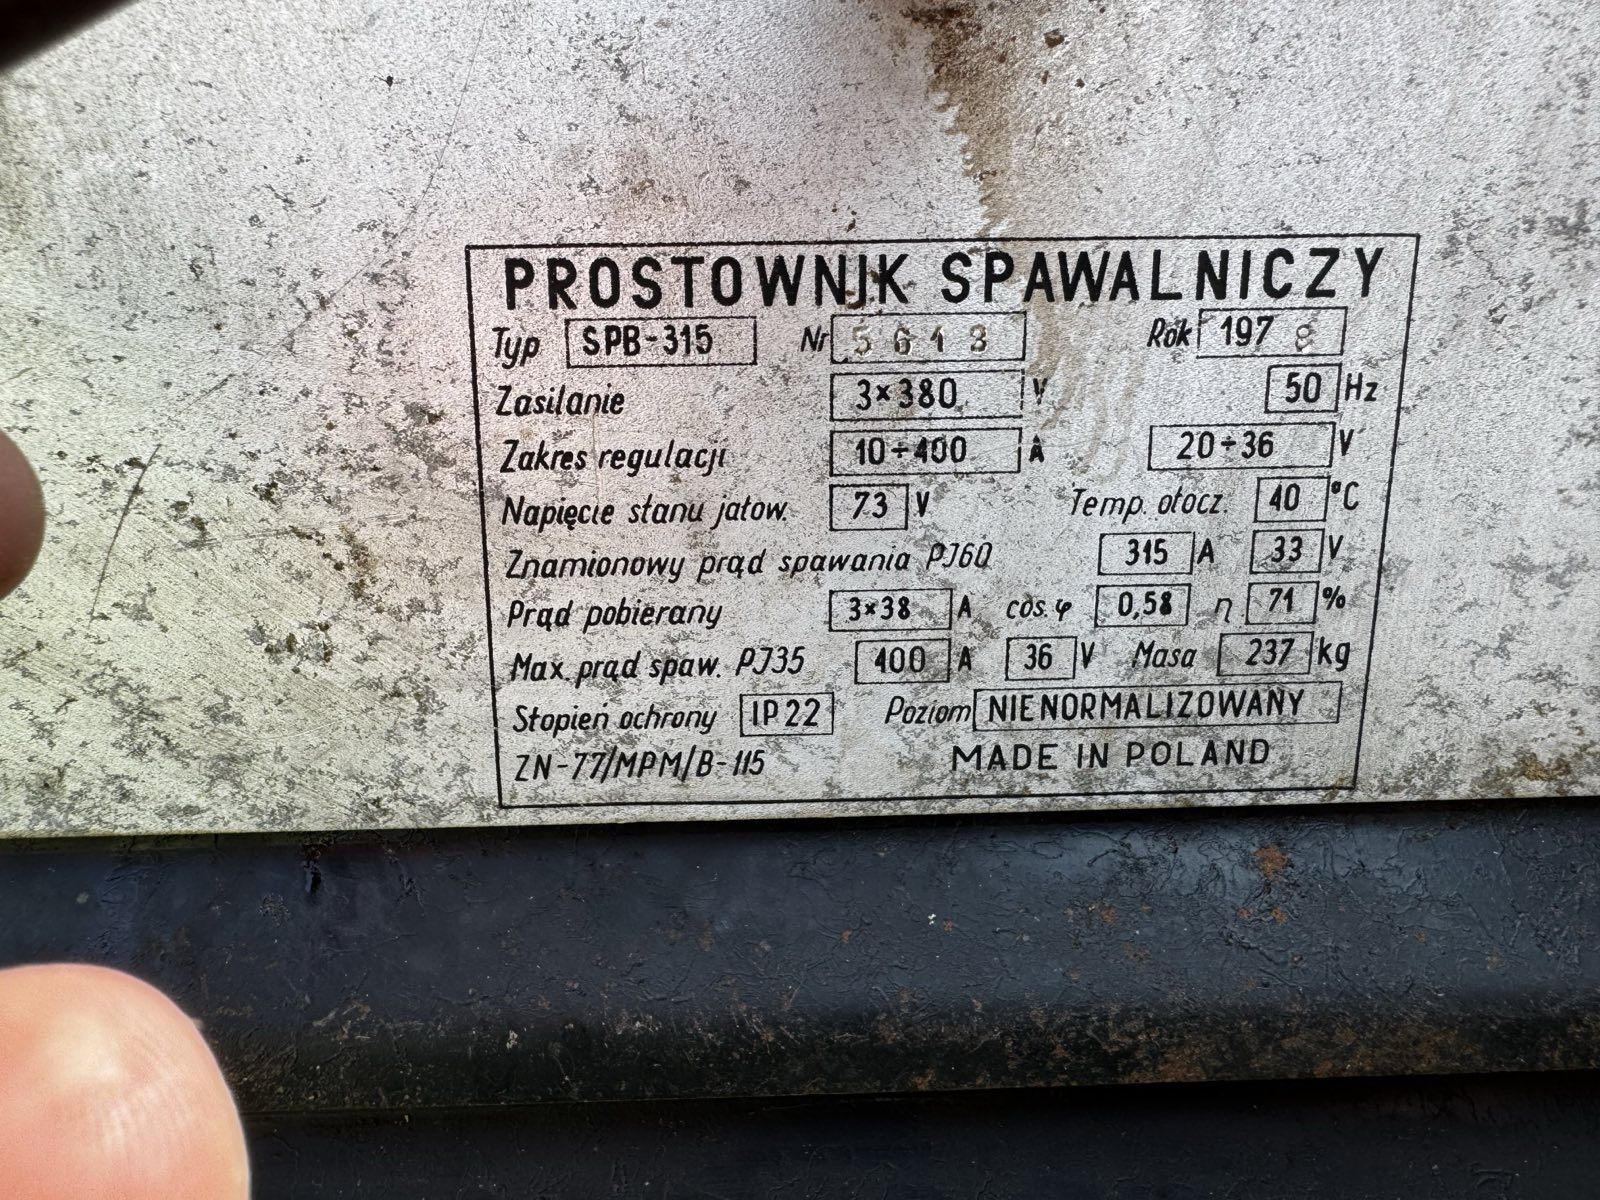 PROSTOWNIK SPAWALNICZY
Typ SPB-315 Nr 5613 Rok 1978
Zasilanie 3×380 V 50 Hz
Zakres regulacji 10÷400 A 20÷36 V
Napięcie stanu jałow. 73 V Temp. otocz. 40 °C
Znamionowy prąd spawania PJ60 315 A 33 V
Prąd pobierany 3×38 A cos.φ 0,58 η 71 %
Max. prąd spaw. PJ35 400 A 36 V Masa 237 kg
Stopień ochrony IP22 Poziom NIENORMALIZOWANY
ZN-77/MPM/B-115 MADE IN POLAND